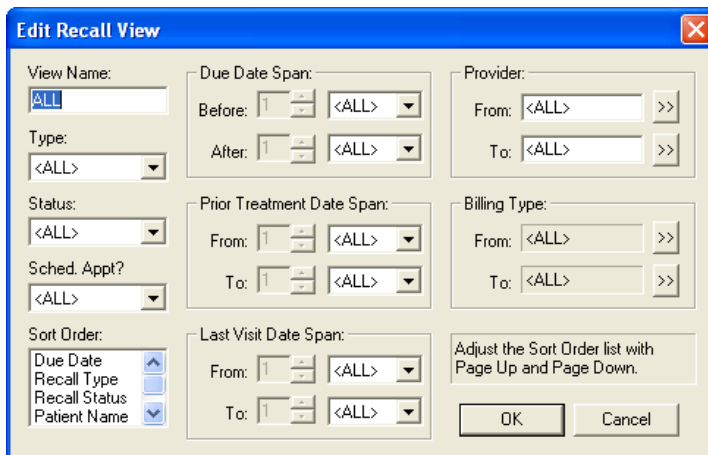 Edit Recall View
View Name:
ALL
Type:
<ALL>
Status:
<ALL>
Sched. Appt?
<ALL>
Sort Order:
Due Date
Recall Type
Recall Status
Patient Name
Due Date Span:
Before: 1 <ALL>
After: 1 <ALL>
Prior Treatment Date Span:
From: 1 <ALL>
To: 1 <ALL>
Last Visit Date Span:
From: 1 <ALL>
To: 1 <ALL>
Provider:
From: <ALL> >>
To: <ALL> >>
Billing Type:
From: <ALL> >>
To: <ALL> >>
Adjust the Sort Order list with
Page Up and Page Down.
OK Cancel